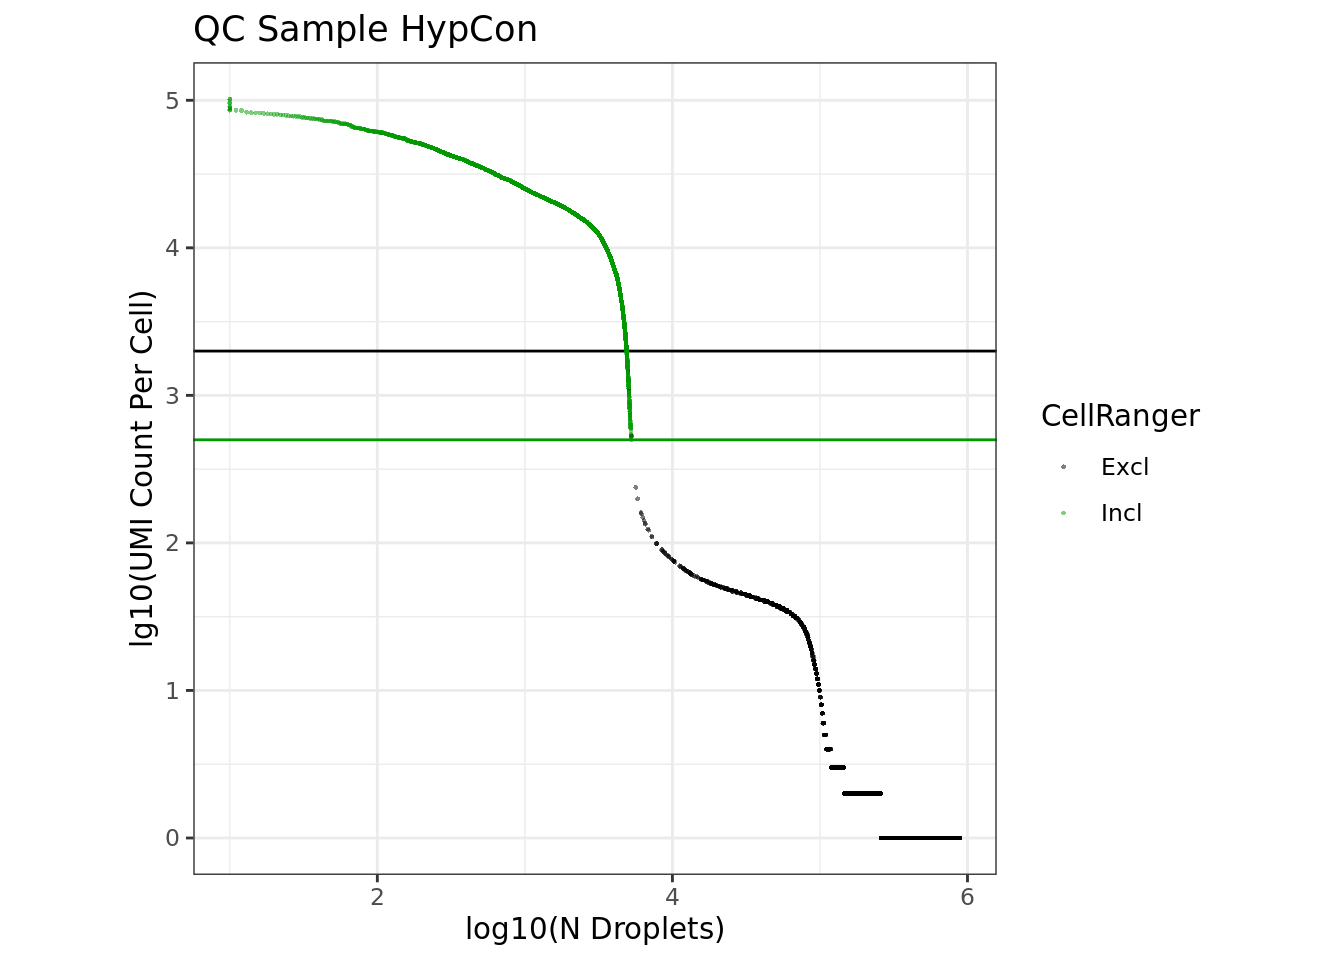 QC Sample HypCon
5
4
3
2
1
0
lg10(UMI Count Per Cell)
2
4
6
log10(N Droplets)
CellRanger
Excl
Incl